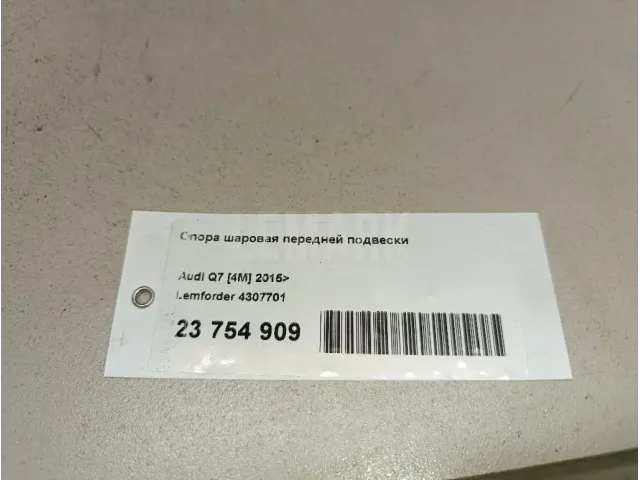 Опора шаровая передней подвески
Audi Q7 [4M] 2015>
Lemforder 4307701
23 754 909